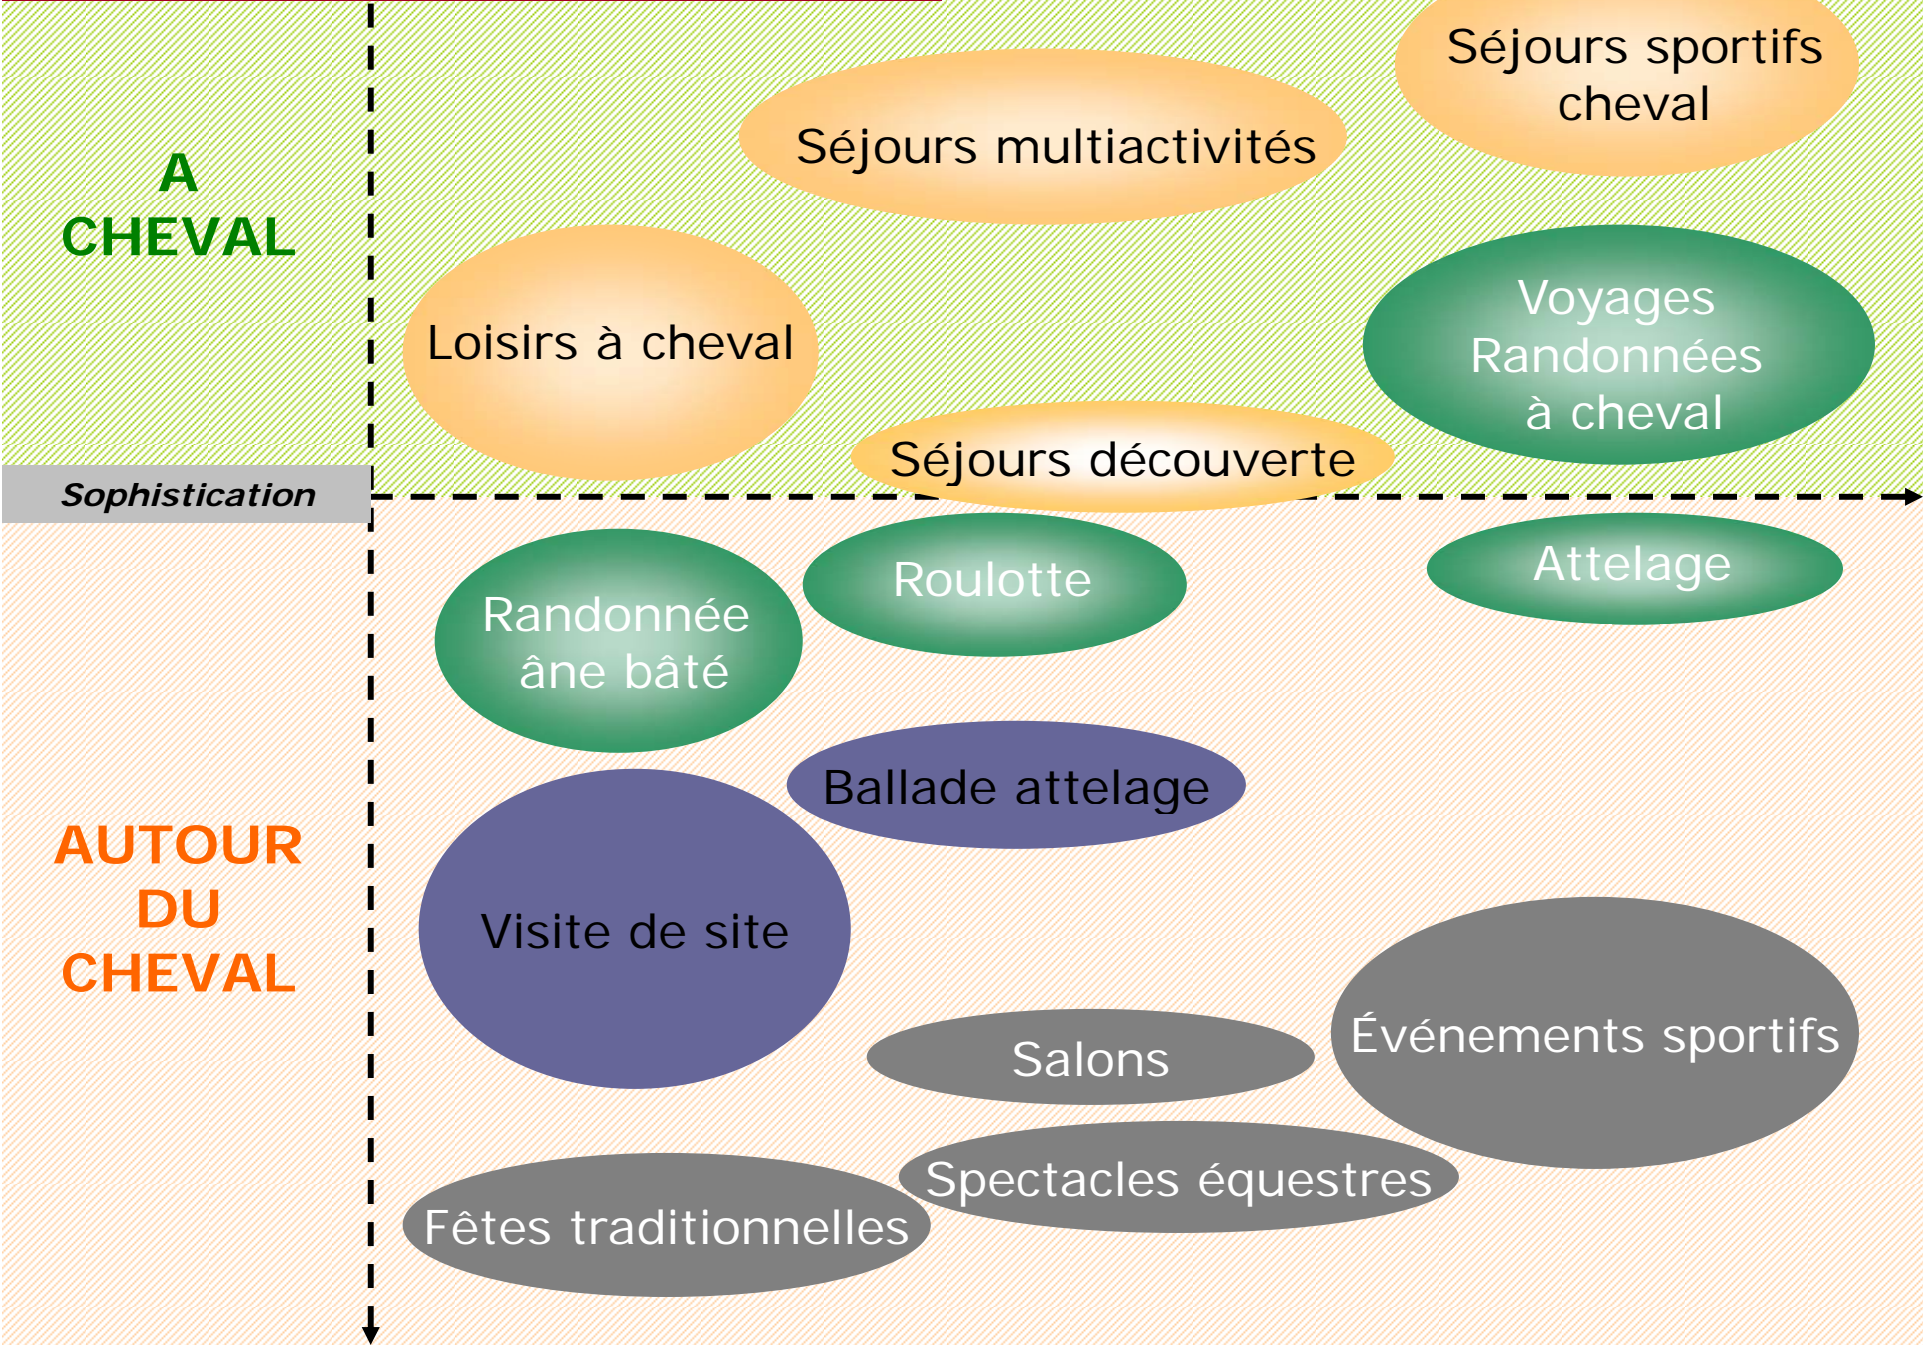 Séjours sportifs
cheval
Séjours multiactivités
A
CHEVAL
Loisirs à cheval
Voyages
Randonnées
à cheval
Séjours découverte
Sophistication
Roulotte
Attelage
Randonnée
âne bâté
Ballade attelage
AUTOUR
DU
CHEVAL
Visite de site
Événements sportifs
Salons
Spectacles équestres
Fêtes traditionnelles